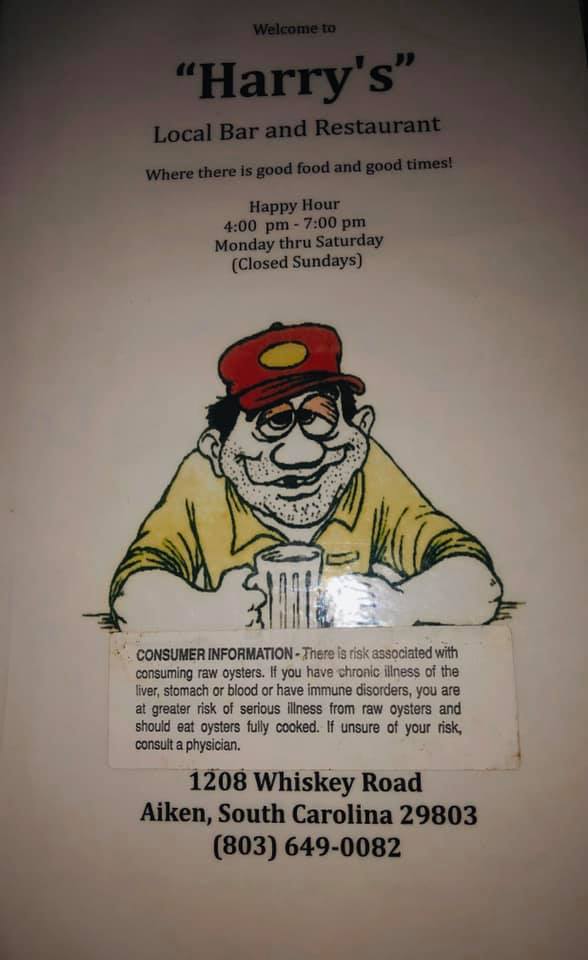 Welcome to
“Harry's”
Local Bar and Restaurant
Where there is good food and good times!
Happy Hour
4:00 pm - 7:00 pm
Monday thru Saturday
(Closed Sundays)
CONSUMER INFORMATION - There is risk associated with
consuming raw oysters. If you have chronic illness of the
liver, stomach or blood or have immune disorders, you are
at greater risk of serious illness from raw oysters and
should eat oysters fully cooked. If unsure of your risk,
consult a physician.
1208 Whiskey Road
Aiken, South Carolina 29803
(803) 649-0082